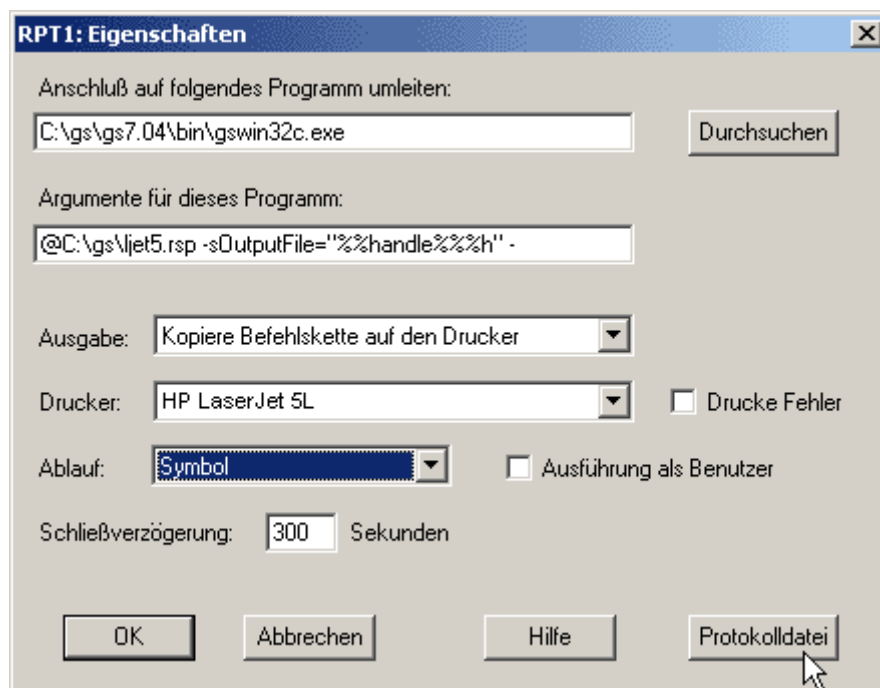 RPT1: Eigenschaften
Anschluß auf folgendes Programm umleiten:
C:\gs\gs7.04\bin\gswin32c.exe
Durchsuchen
Argumente für dieses Programm:
@C:\gs\ljet5.rsp -sOutputFile="%%handle%%%h" -
Ausgabe: Kopiere Befehlskette auf den Drucker
Drucker: HP LaserJet 5L Drucke Fehler
Ablauf: Symbol Ausführung als Benutzer
Schließverzögerung: 300 Sekunden
OK Abbrechen Hilfe Protokolldatei